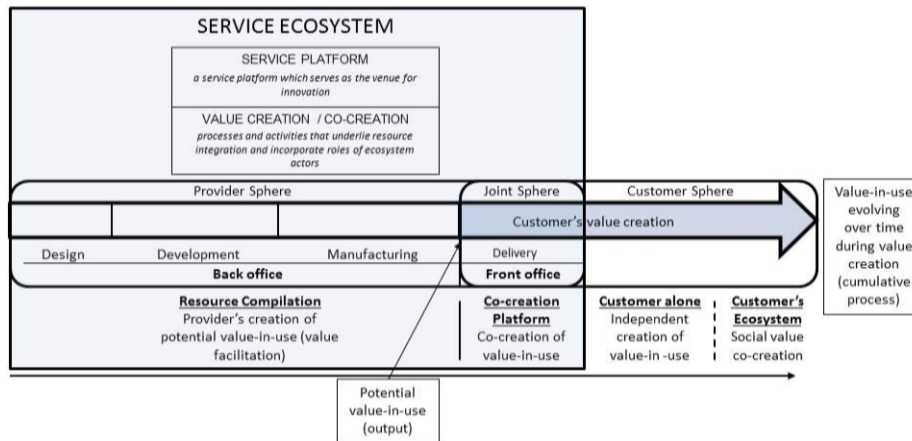 SERVICE ECOSYSTEM
SERVICE PLATFORM
a service platform which serves as the venue for
innovation
VALUE CREATION / CO-CREATION
processes and activities that underlie resource
integration and incorporate roles of ecosystem
actors
Provider Sphere
Joint Sphere
Customer Sphere
Customer's value creation
Design
Development
Manufacturing
Delivery
Back office
Front office
Value-in-use
evolving
over time
during value
creation
(cumulative
process)
Resource Compilation
Provider's creation of
potential value-in-use (value
facilitation)
Co-creation
Platform
Co-creation of
value-in-use
Customer alone
Independent
creation of
value-in -use
Customer's
Ecosystem
Social value
co-creation
Potential
value-in-use
(output)